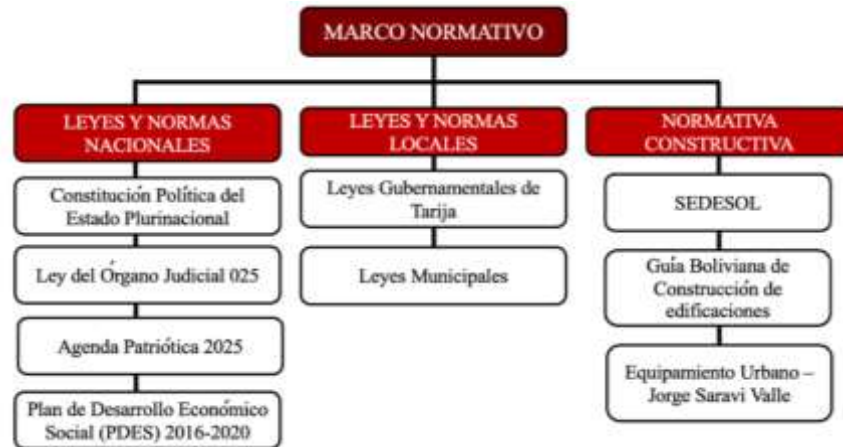 MARCO NORMATIVO
LEYES Y NORMAS
NACIONALES
Constitución Política del
Estado Plurinacional
Ley del Órgano Judicial 025
Agenda Patriótica 2025
Plan de Desarrollo Económico
Social (PDES) 2016-2020
LEYES Y NORMAS
LOCALES
Leyes Gubernamentales de
Tarija
Leyes Municipales
NORMATIVA
CONSTRUCTIVA
SEDESOL
Guía Boliviana de
Construcción de
edificaciones
Equipamiento Urbano –
Jorge Saravi Valle